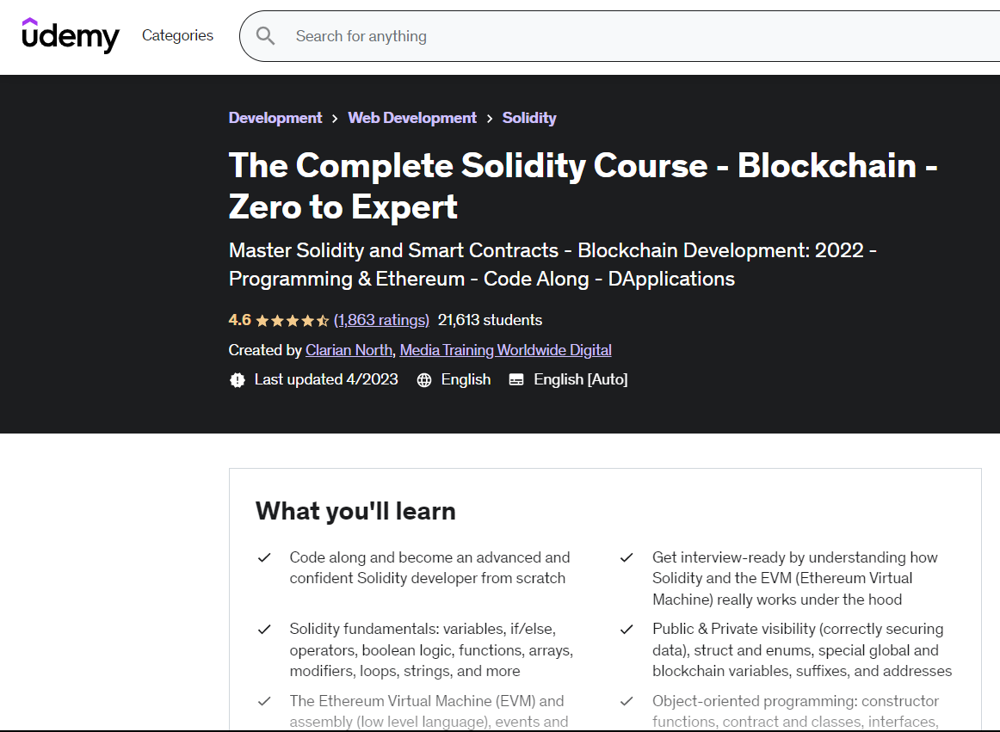 udemy
Categories
Search for anything
Development > Web Development > Solidity
The Complete Solidity Course - Blockchain -
Zero to Expert
Master Solidity and Smart Contracts - Blockchain Development: 2022 -
Programming & Ethereum - Code Along - DApplications
4.6 (1,863 ratings) 21,613 students
Created by Clarian North, Media Training Worldwide Digital
Last updated 4/2023 English English [Auto]
What you'll learn
Code along and become an advanced and
confident Solidity developer from scratch
Get interview-ready by understanding how
Solidity and the EVM (Ethereum Virtual
Machine) really works under the hood
Solidity fundamentals: variables, if/else,
operators, boolean logic, functions, arrays,
modifiers, loops, strings, and more
Public & Private visibility (correctly securing
data), struct and enums, special global and
blockchain variables, suffixes, and addresses
The Ethereum Virtual Machine (EVM) and
assembly (low level language), events and
Object-oriented programming: constructor
functions, contract and classes, interfaces,